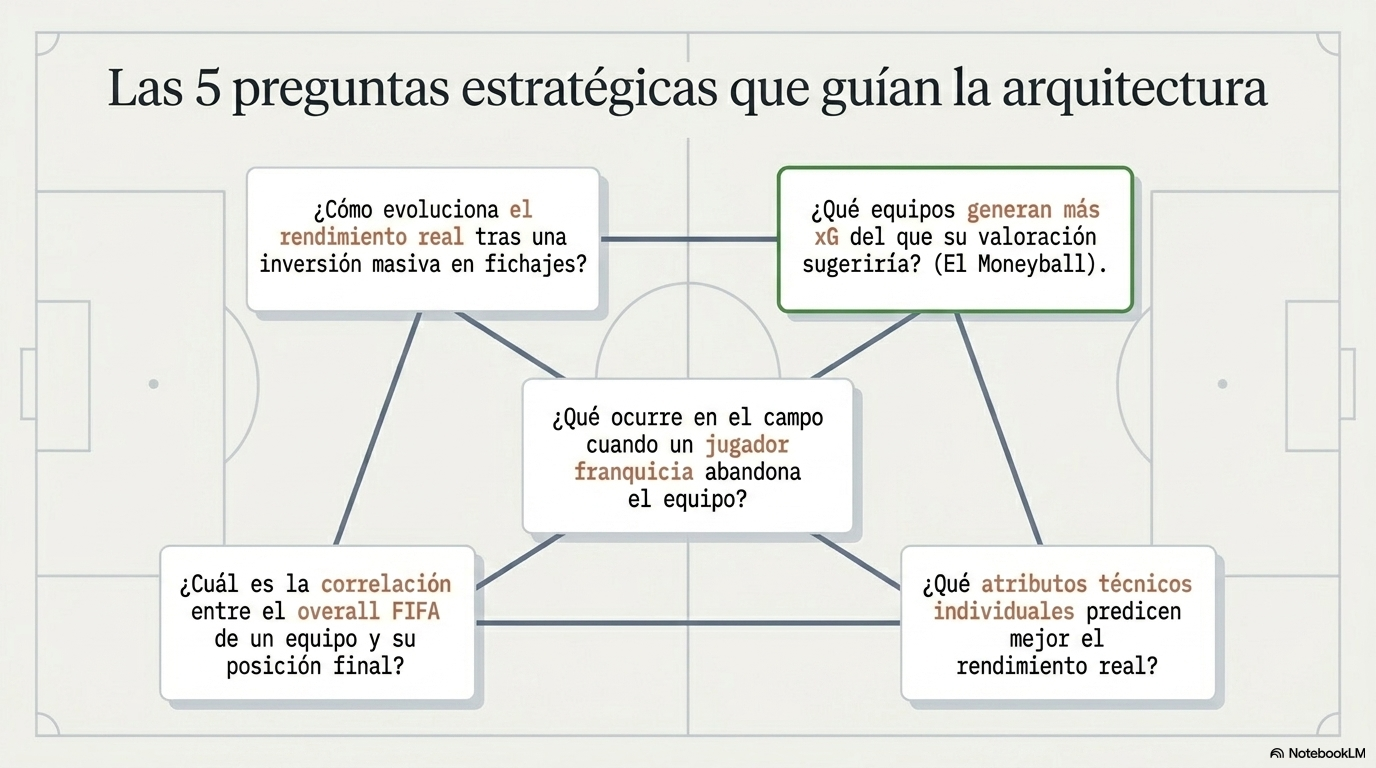 Las 5 preguntas estratégicas que guían la arquitectura
¿Cómo evoluciona el
rendimiento real tras una
inversión masiva en fichajes?
¿Qué equipos generan más
xG del que su valoración
sugeriría? (El Moneyball).
¿Qué ocurre en el campo
cuando un jugador
franquicia abandona
el equipo?
¿Cuál es la correlación
entre el overall FIFA
de un equipo y su
posición final?
¿Qué atributos técnicos
individuales predicen
mejor el
rendimiento real?
NotebookLM